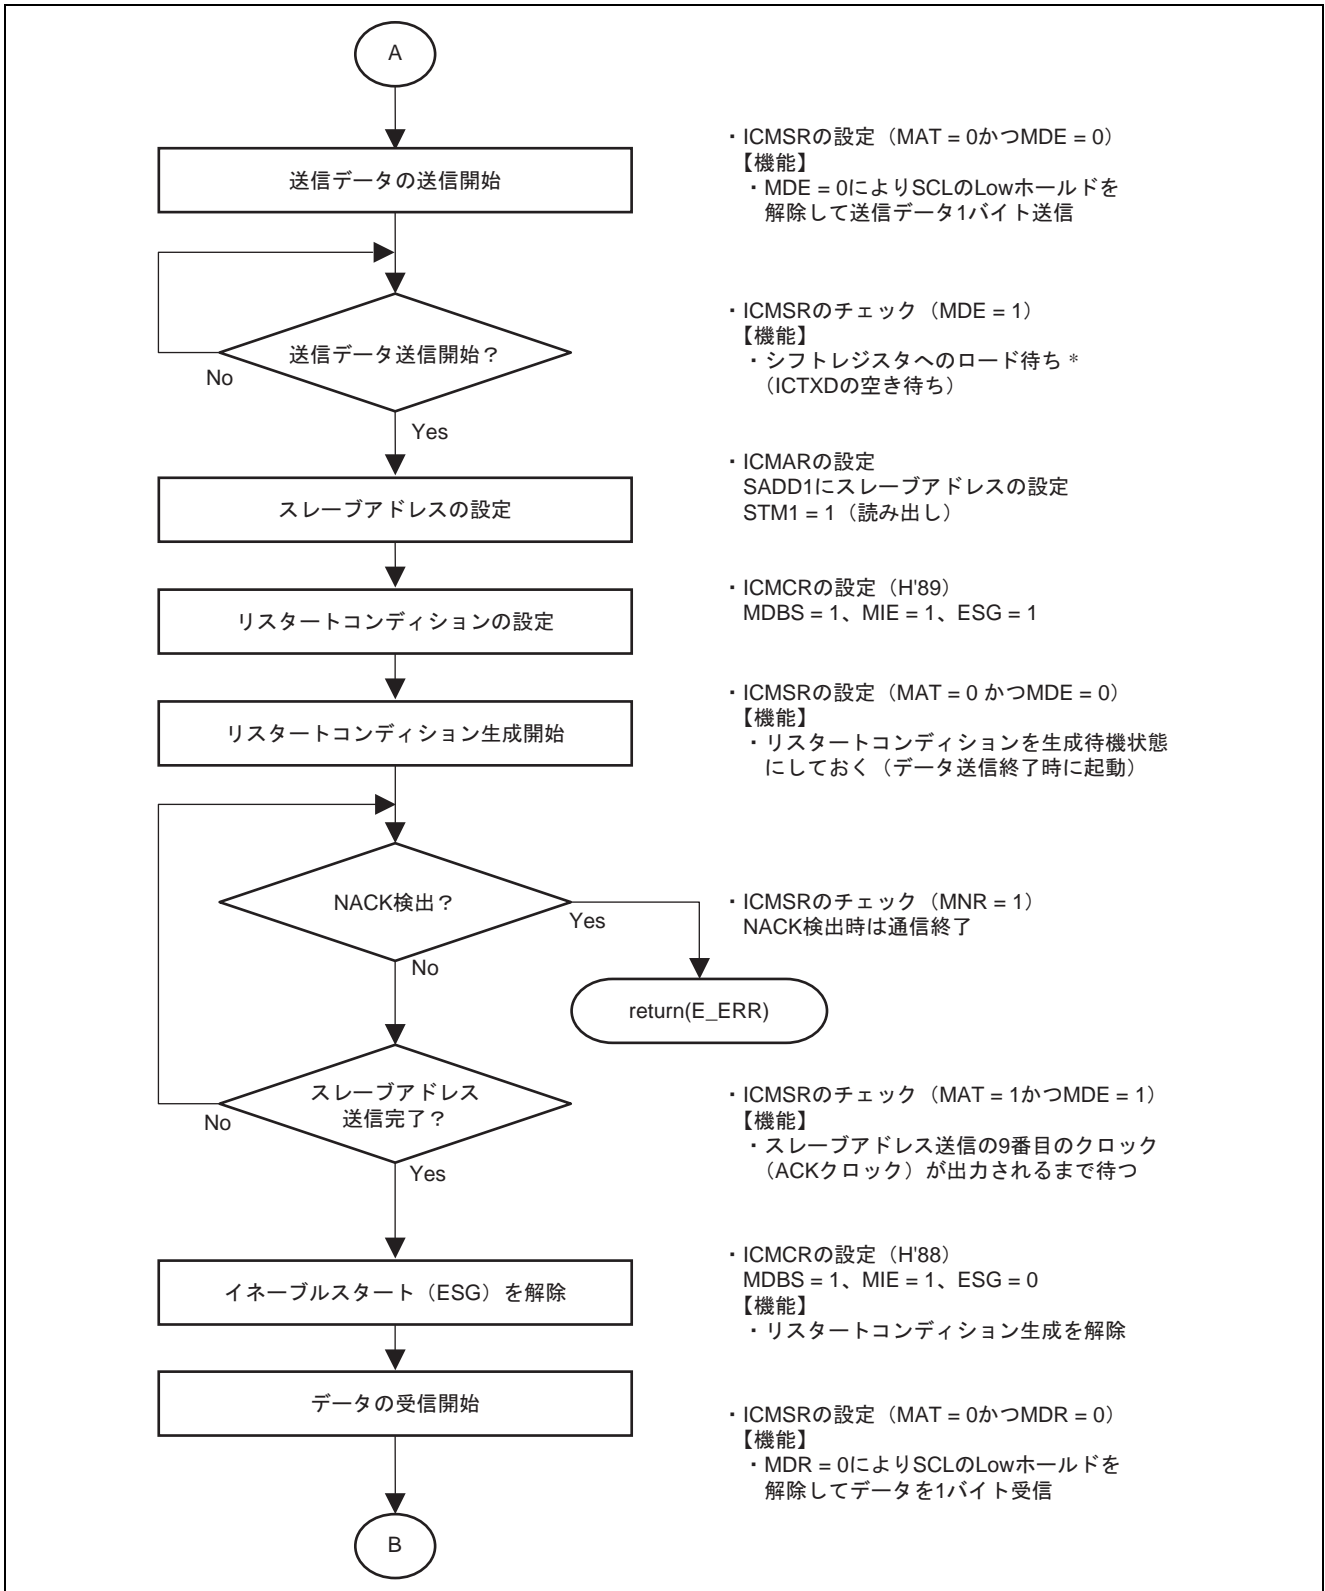 A
送信データの送信開始
・ICMSRの設定（MAT = 0かつMDE = 0）
【機能】
・MDE = 0によりSCLのLowホールドを
解除して送信データ1バイト送信
送信データ送信開始？
No
Yes
・ICMSRのチェック（MDE = 1）
【機能】
・シフトレジスタへのロード待ち *
（ICTXDの空き待ち）
スレーブアドレスの設定
・ICMARの設定
SADD1にスレーブアドレスの設定
STM1 = 1（読み出し）
リスタートコンディションの設定
・ICMCRの設定（H'89）
MDBS = 1、MIE = 1、ESG = 1
リスタートコンディション生成開始
・ICMSRの設定（MAT = 0 かつMDE = 0）
【機能】
・リスタートコンディションを生成待機状態
にしておく（データ送信終了時に起動）
NACK検出？
Yes
No
・ICMSRのチェック（MNR = 1）
NACK検出時は通信終了
return(E_ERR)
スレーブアドレス
送信完了？
No
Yes
・ICMSRのチェック（MAT = 1かつMDE = 1）
【機能】
・スレーブアドレス送信の9番目のクロック
（ACKクロック）が出力されるまで待つ
イネーブルスタート（ESG）を解除
・ICMCRの設定（H'88）
MDBS = 1、MIE = 1、ESG = 0
【機能】
・リスタートコンディション生成を解除
データの受信開始
・ICMSRの設定（MAT = 0かつMDR = 0）
【機能】
・MDR = 0によりSCLのLowホールドを
解除してデータを1バイト受信
B